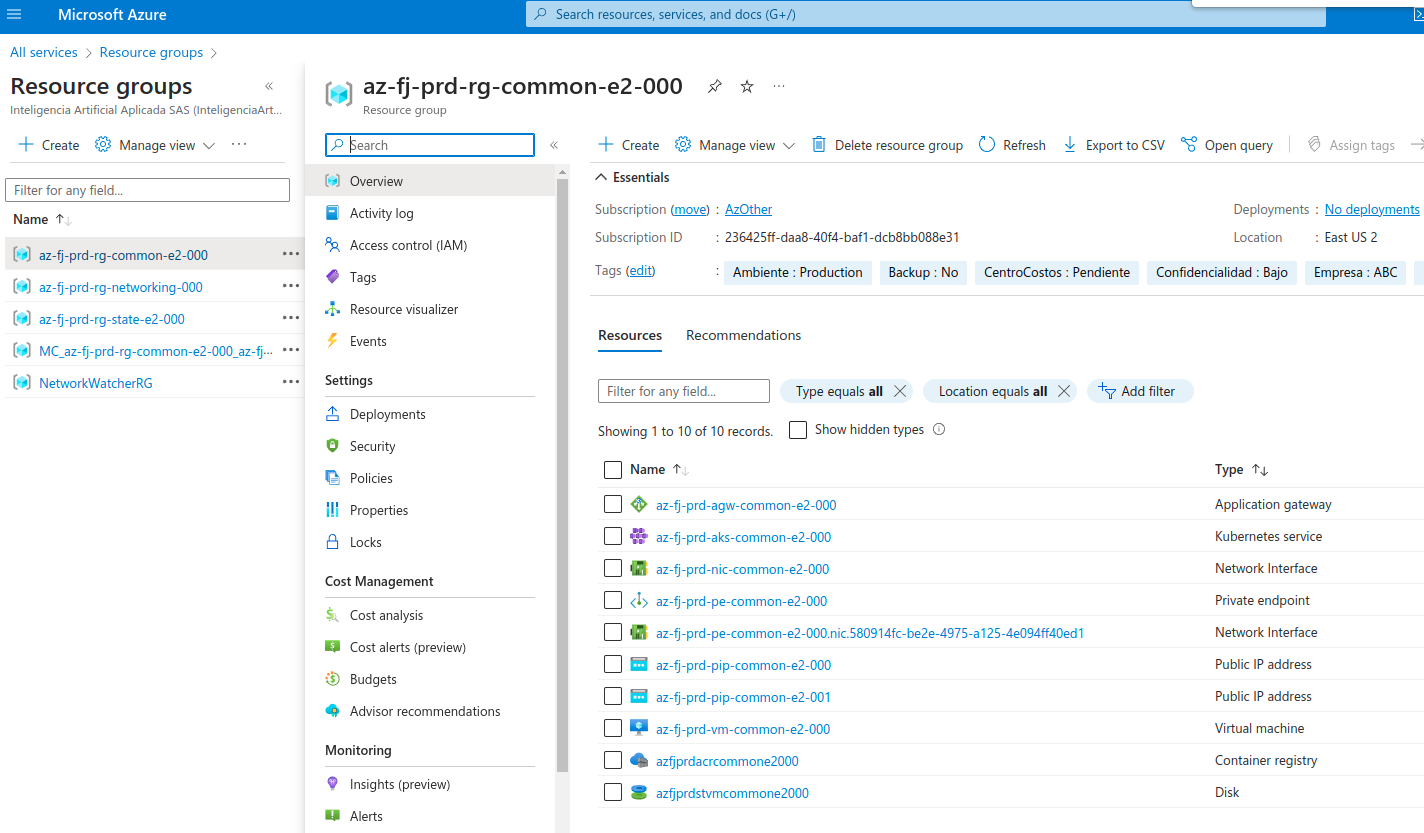 Microsoft Azure
Search resources, services, and docs (G+/)
All services > Resource groups >
Resource groups
Inteligencia Artificial Aplicada SAS (InteligenciaArt...
Create Manage view ...
Filter for any field...
Name
az-fj-prd-rg-common-e2-000
az-fj-prd-rg-networking-000
az-fj-prd-rg-state-e2-000
MC_az-fj-prd-rg-common-e2-000_az-fj...
NetworkWatcherRG
az-fj-prd-rg-common-e2-000
Resource group
Search
Overview
Activity log
Access control (IAM)
Tags
Resource visualizer
Events
Settings
Deployments
Security
Policies
Properties
Locks
Cost Management
Cost analysis
Cost alerts (preview)
Budgets
Advisor recommendations
Monitoring
Insights (preview)
Alerts
Create Manage view Delete resource group Refresh Export to CSV Open query Assign tags
Essentials
Subscription (move) : AzOther
Deployments : No deployments
Subscription ID : 236425ff-daa8-40f4-baf1-dcb8bb088e31
Location : East US 2
Tags (edit) : Ambiente : Production Backup : No CentroCostos : Pendiente Confidencialidad : Bajo Empresa : ABC
Resources Recommendations
Filter for any field... Type equals all Location equals all Add filter
Showing 1 to 10 of 10 records. Show hidden types
Name Type
az-fj-prd-agw-common-e2-000 Application gateway
az-fj-prd-aks-common-e2-000 Kubernetes service
az-fj-prd-nic-common-e2-000 Network Interface
az-fj-prd-pe-common-e2-000 Private endpoint
az-fj-prd-pe-common-e2-000.nic.580914fc-be2e-4975-a125-4e094ff40ed1 Network Interface
az-fj-prd-pip-common-e2-000 Public IP address
az-fj-prd-pip-common-e2-001 Public IP address
az-fj-prd-vm-common-e2-000 Virtual machine
azfjprdacrcommone2000 Container registry
azfjprdstvmcommone2000 Disk